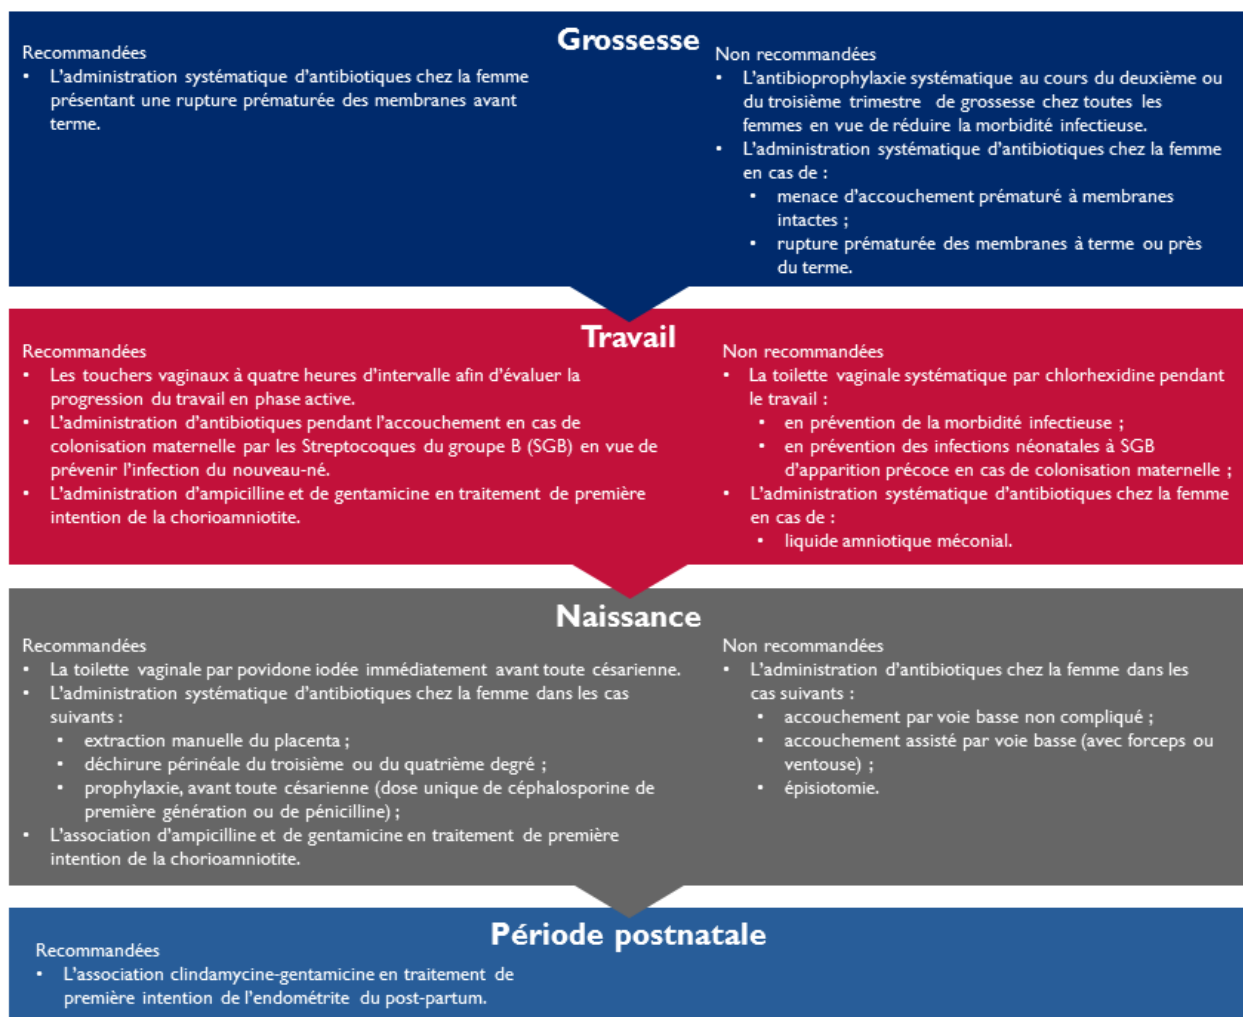 Grossesse
Recommandées
• L'administration systématique d'antibiotiques chez la femme
présentant une rupture prématurée des membranes avant
terme.
Non recommandées
• L'antibioprophylaxie systématique au cours du deuxième ou
du troisième trimestre de grossesse chez toutes les
femmes en vue de réduire la morbidité infectieuse.
• L'administration systématique d'antibiotiques chez la femme
en cas de :
• menace d'accouchement prématuré à membranes
intactes ;
• rupture prématurée des membranes à terme ou près
du terme.
Travail
Recommandées
• Les touchers vaginaux à quatre heures d'intervalle afin d'évaluer la
progression du travail en phase active.
• L'administration d'antibiotiques pendant l'accouchement en cas de
colonisation maternelle par les Streptocoques du groupe B (SGB) en vue de
prévenir l'infection du nouveau-né.
• L'administration d'ampicilline et de gentamicine en traitement de première
intention de la chorioamniotite.
Non recommandées
• La toilette vaginale systématique par chlorhexidine pendant
le travail :
• en prévention de la morbidité infectieuse ;
• en prévention des infections néonatales à SGB
d'apparition précoce en cas de colonisation maternelle ;
• L'administration systématique d'antibiotiques chez la femme
en cas de :
• liquide amniotique méconial.
Naissance
Recommandées
• La toilette vaginale par povidone iodée immédiatement avant toute césarienne.
• L'administration systématique d'antibiotiques chez la femme dans les cas
suivants :
• extraction manuelle du placenta ;
• déchirure périnéale du troisième ou du quatrième degré ;
• prophylaxie, avant toute césarienne (dose unique de céphalosporine de
première génération ou de pénicilline) ;
• L'association d'ampicilline et de gentamicine en traitement de première
intention de la chorioamniotite.
Non recommandées
• L'administration d'antibiotiques chez la femme dans les
cas suivants :
• accouchement par voie basse non compliqué ;
• accouchement assisté par voie basse (avec forceps ou
ventouse) ;
• épisiotomie.
Période postnatale
Recommandées
• L'association clindamycine-gentamicine en traitement de
première intention de l'endométrite du post-partum.